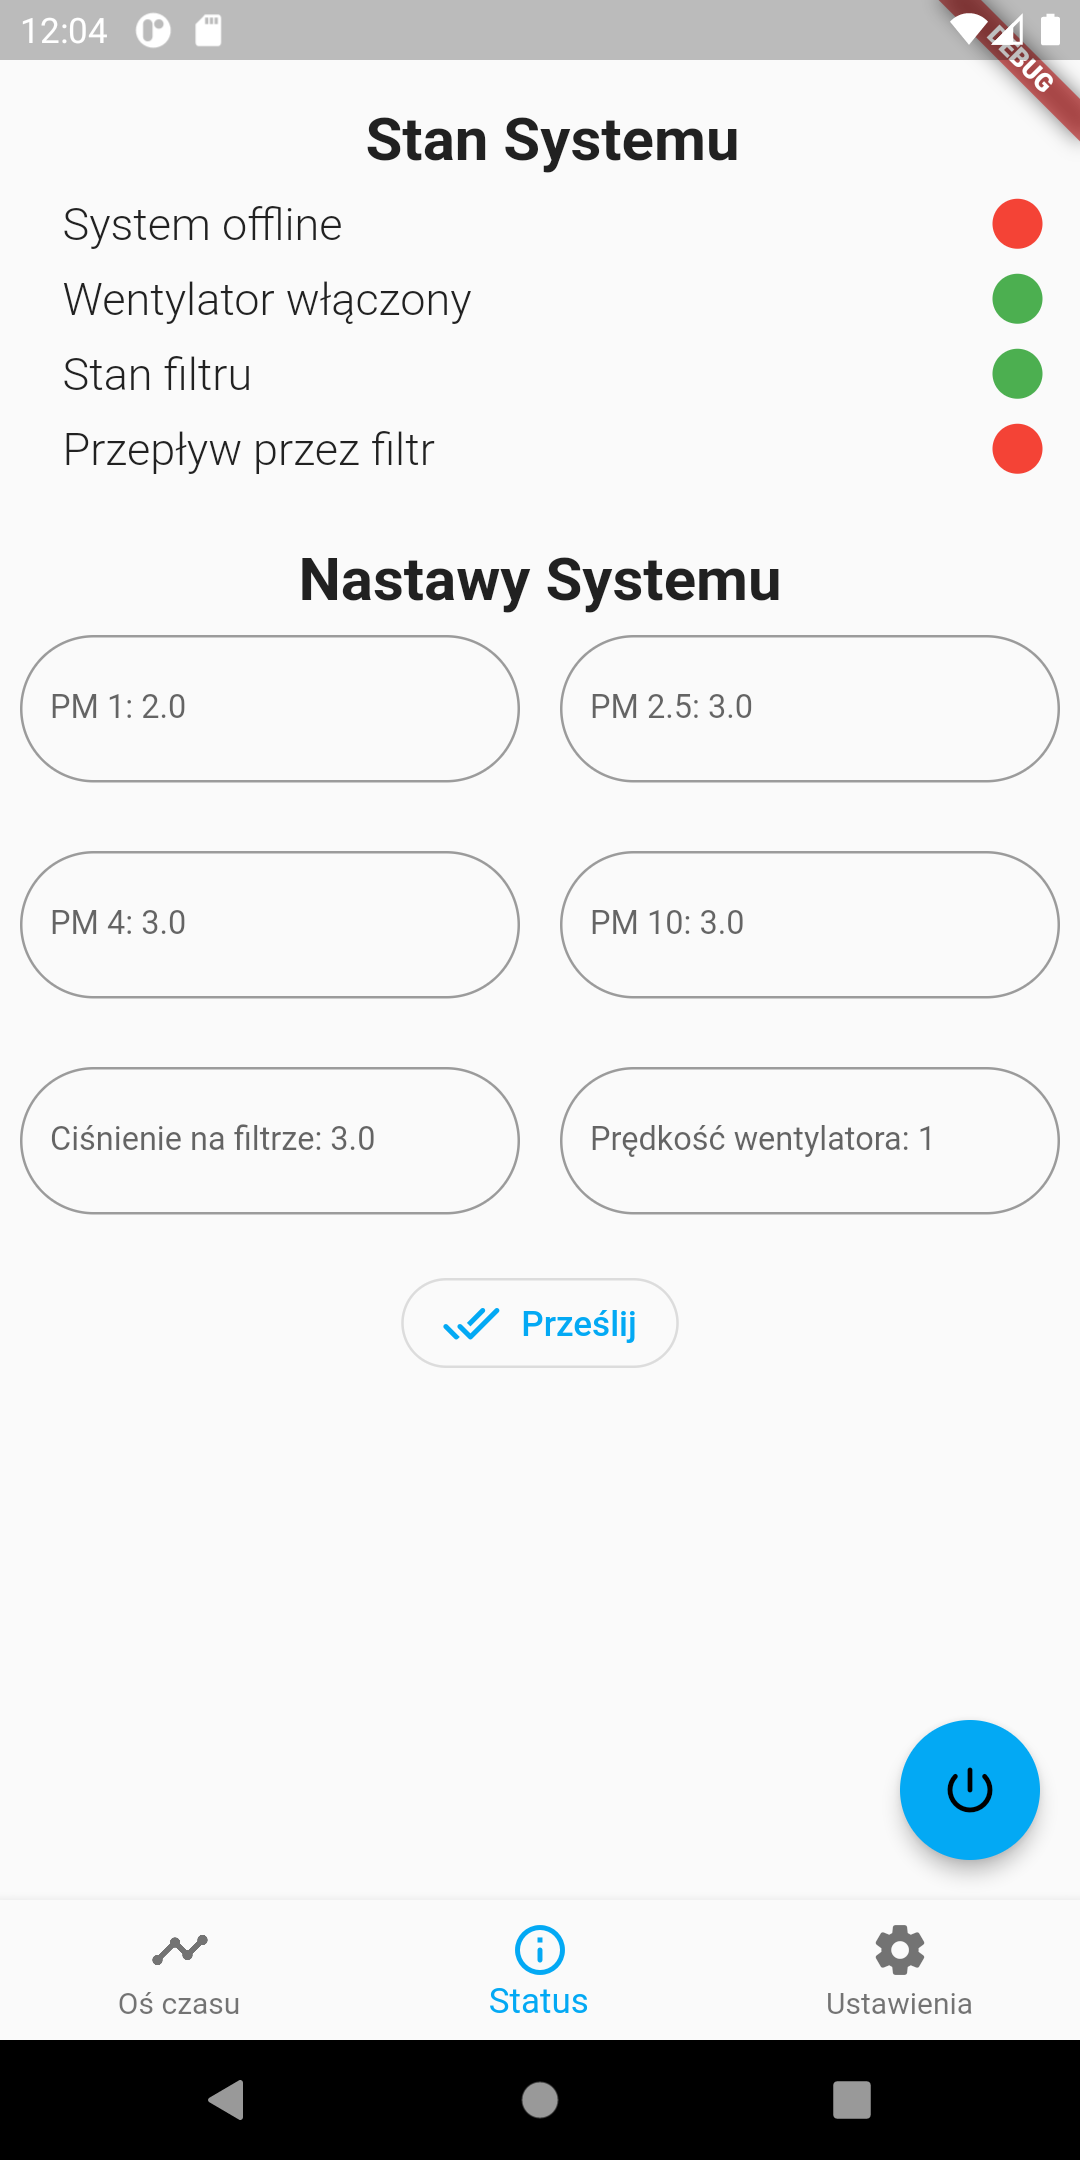 12:04
DEBUG
Stan Systemu
System offline
Wentylator włączony
Stan filtru
Przepływ przez filtr
Nastawy Systemu
PM 1: 2.0
PM 2.5: 3.0
PM 4: 3.0
PM 10: 3.0
Ciśnienie na filtrze: 3.0
Prędkość wentylatora: 1
Prześlij
Oś czasu
Status
Ustawienia